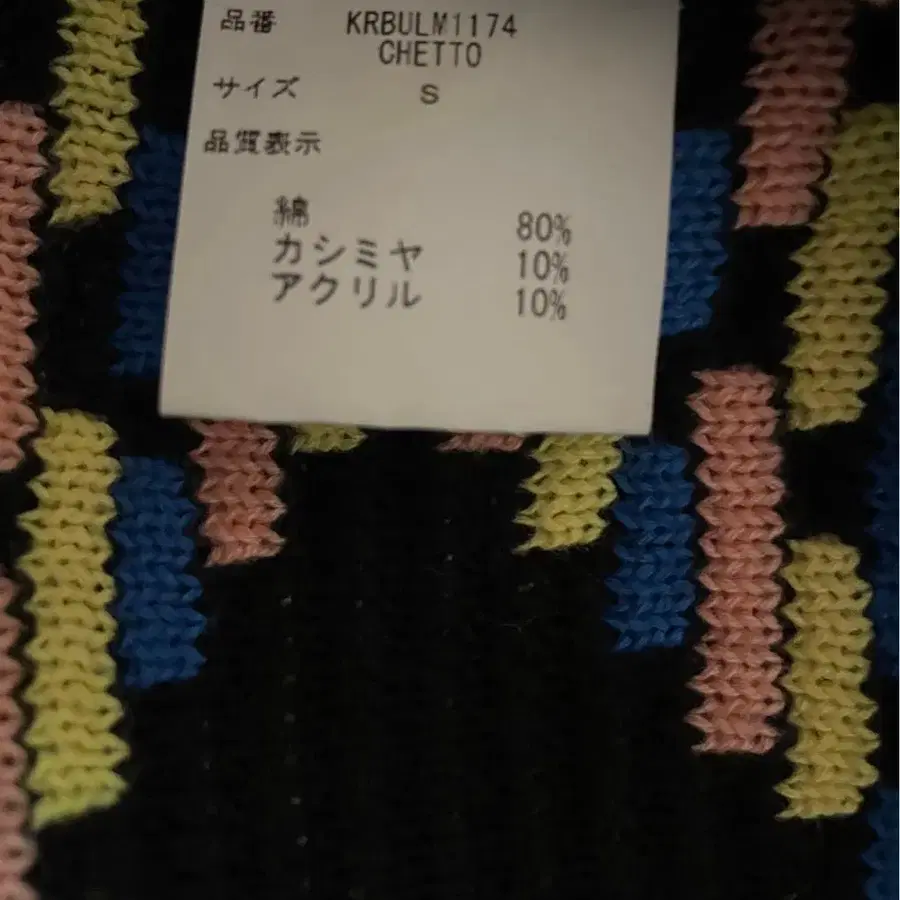 品番 KRBULM1174
CHETTO
サイズ S
品質表示
綿 80%
カシミヤ 10%
アクリル 10%